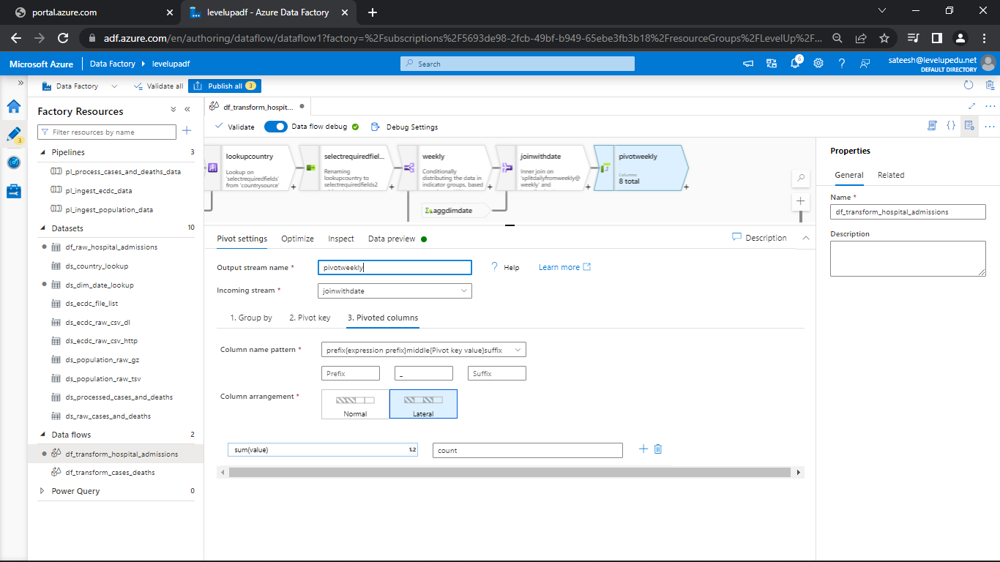 portal.azure.com
levelupadf - Azure Data Factory
adf.azure.com/en/authoring/dataflow/dataflow1?factory=%2Fsubscriptions%2F5693de98-2fcb-49bf-b949-65ebe3fb3b18%2FresourceGroups%2FLevelUp%2F...
Microsoft Azure
Data Factory
levelupadf
Search
6
sateesh@levelupedu.net
DEFAULT DIRECTORY
Data Factory
Validate all
Publish all 3
3
Factory Resources
Filter resources by name
Pipelines 3
pl_process_cases_and_deaths_data
pl_ingest_ecdc_data
pl_ingest_population_data
Datasets 10
df_raw_hospital_admissions
ds_country_lookup
ds_dim_date_lookup
ds_ecdc_file_list
ds_ecdc_raw_csv_dl
ds_ecdc_raw_csv_http
ds_population_raw_gz
ds_population_raw_tsv
ds_processed_cases_and_deaths
ds_raw_cases_and_deaths
Data flows 2
df_transform_hospital_admissions
df_transform_cases_deaths
Power Query 0
df_transform_hospit...
Validate
Data flow debug
Debug Settings
lookupcountry
Lookup on
'selectrequiredfields'
from 'countrysource'
selectrequiredfiel...
Renaming
lookupcountry to
selectrequiredfields2
weekly
Conditionally
distributing the data in
indicator groups, based
joinwithdate
Inner join on
'splitdailyfromweekly@
weekly' and
pivotweekly
Columns:
8 total
aggdimdate
Pivot settings
Optimize
Inspect
Data preview
Description
Output stream name *
pivotweekly
Help
Learn more
Incoming stream *
joinwithdate
1. Group by
2. Pivot key
3. Pivoted columns
Column name pattern *
prefix{expression prefix}middle{Pivot key value}suffix
Prefix
_
Suffix
Column arrangement *
Normal
Lateral
sum(value) 1.2
count
Properties
General
Related
Name *
df_transform_hospital_admissions
Description